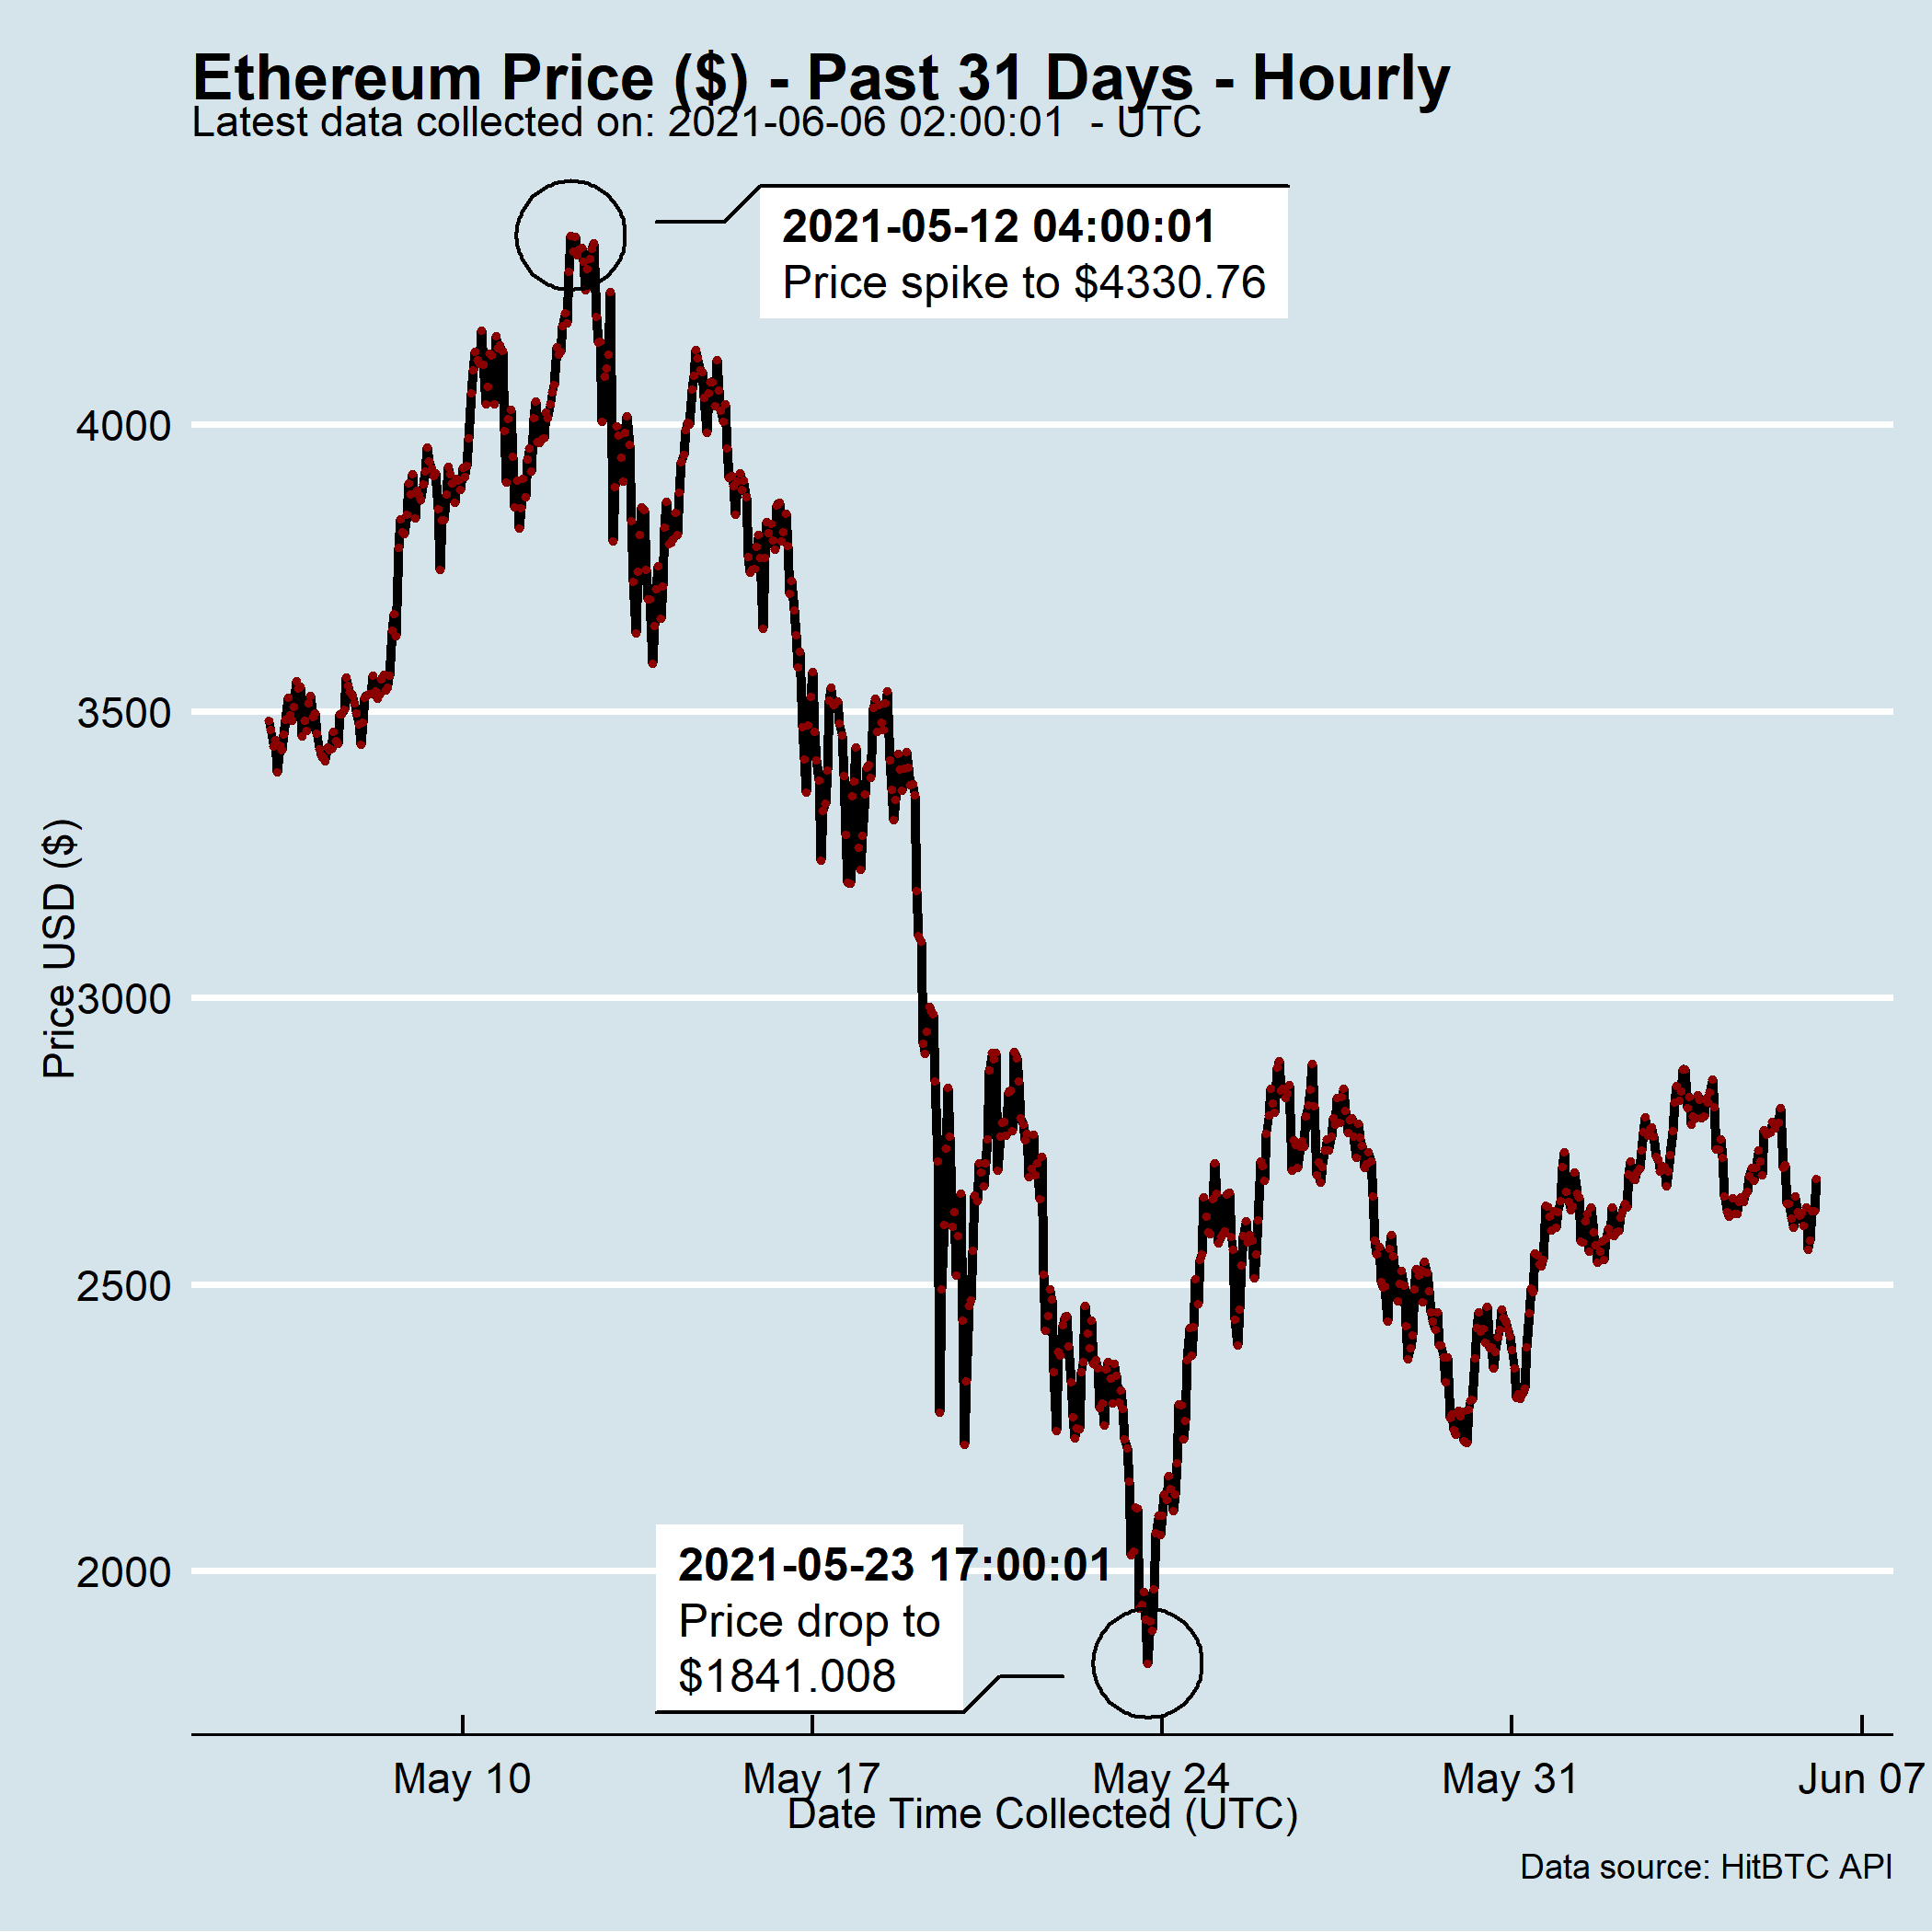 Ethereum Price ($) - Past 31 Days - Hourly
Latest data collected on: 2021-06-06 02:00:01  - UTC
2021-05-12 04:00:01
Price spike to $4330.76
4000
3500
3000
2500
2000
Price USD ($)
2021-05-23 17:00:01
Price drop to
$1841.008
May 10
May 17
May 24
May 31
Jun 07
Date Time Collected (UTC)
Data source: HitBTC API